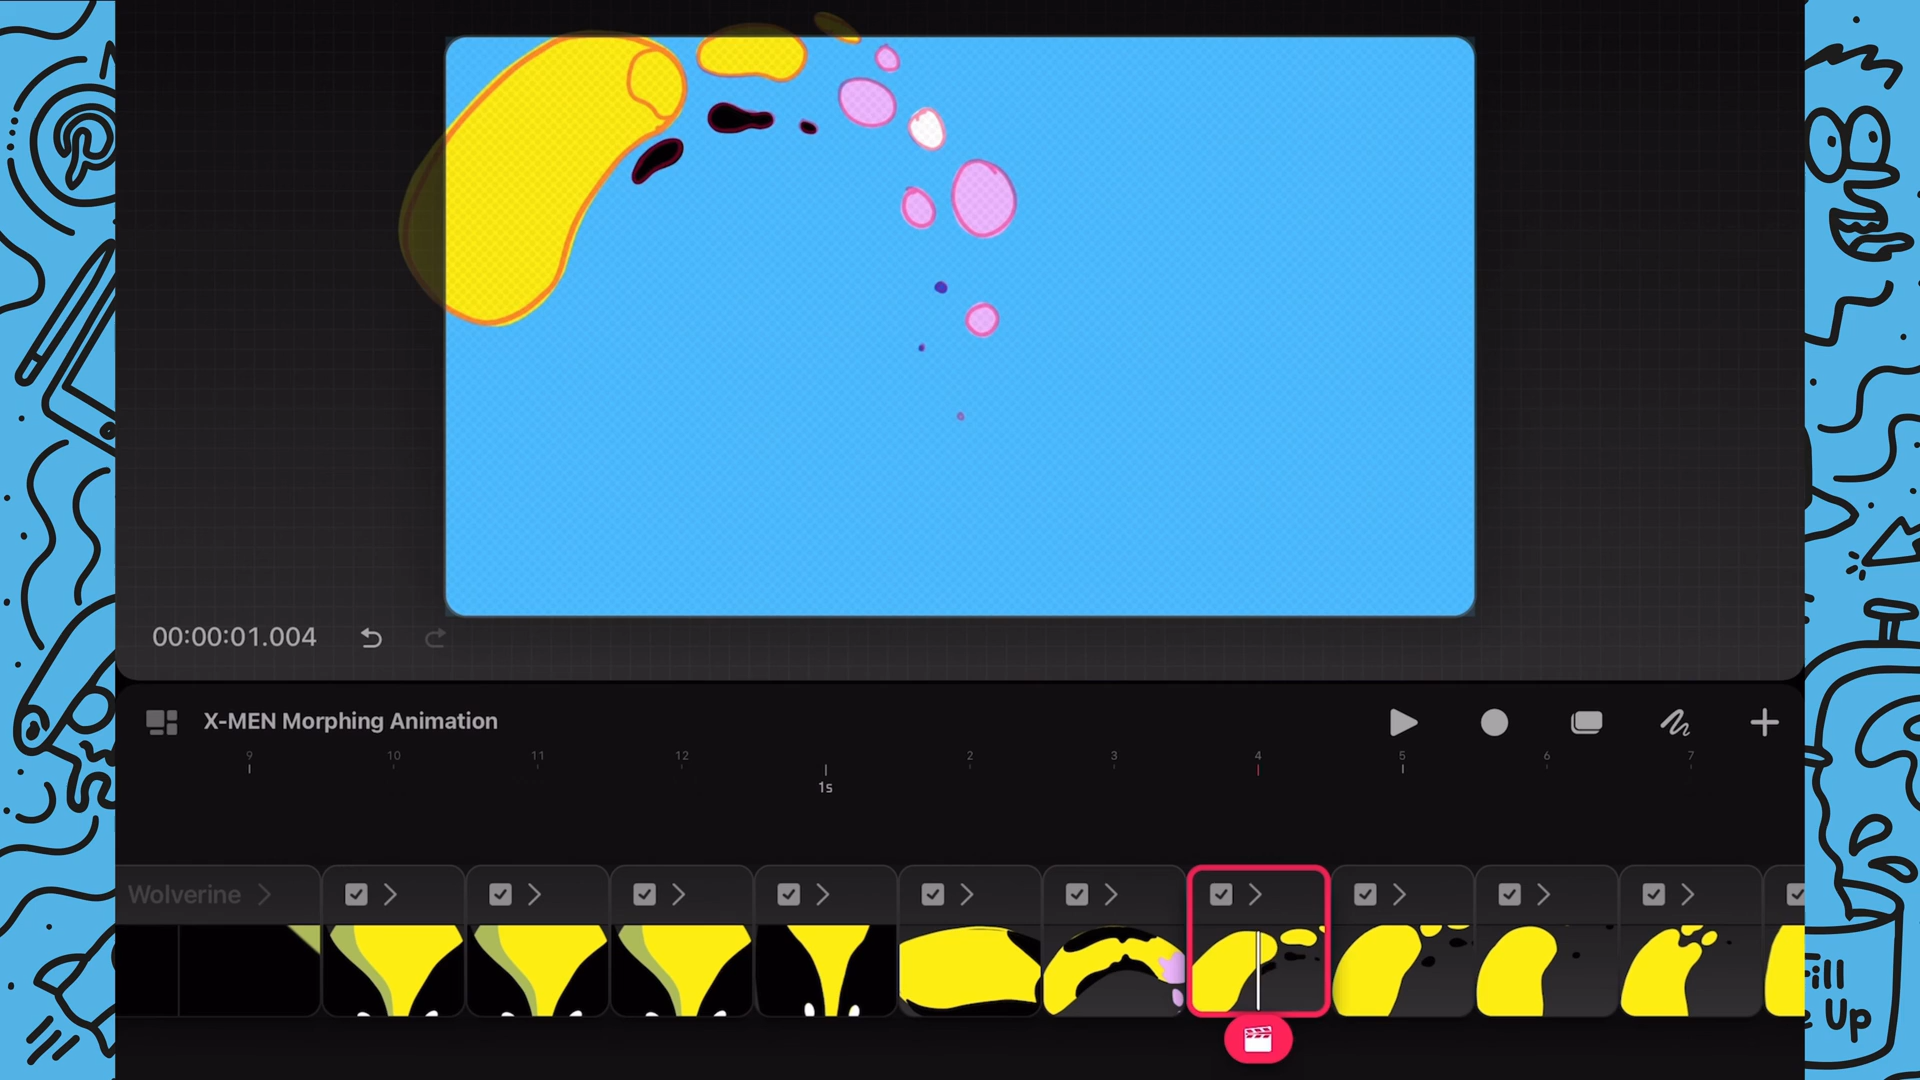 00:00:01.004
X-MEN Morphing Animation
9 10 11 12 2 3 4 5 6 7
1s
Wolverine
Fill
Up